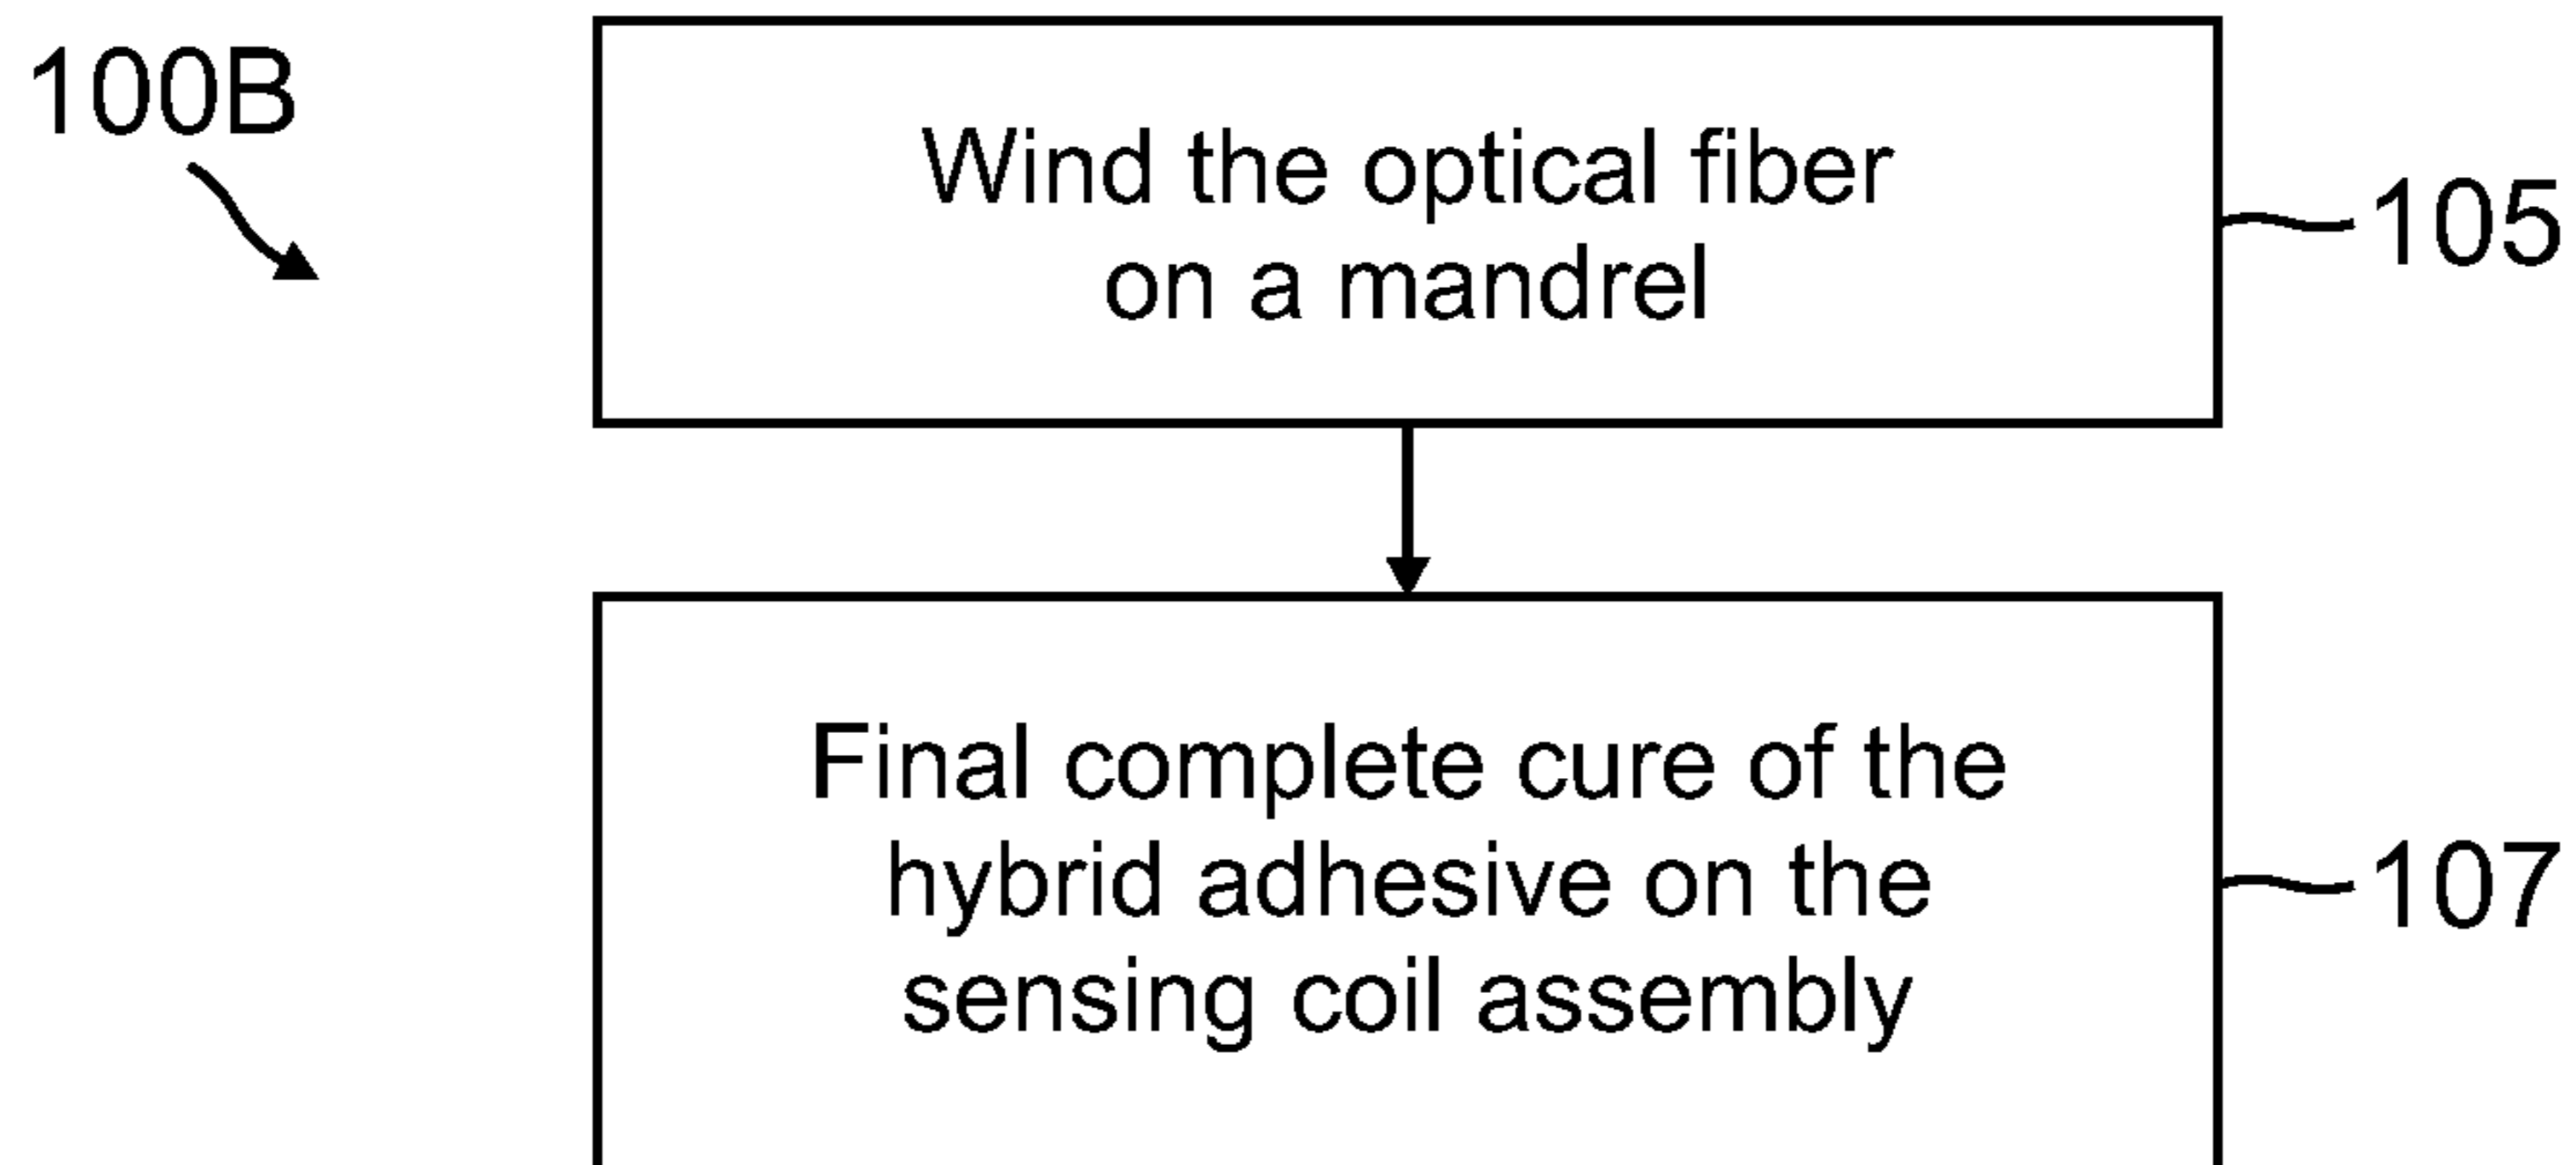 100B
Wind the optical fiber
on a mandrel
105
Final complete cure of the
hybrid adhesive on the
sensing coil assembly
107